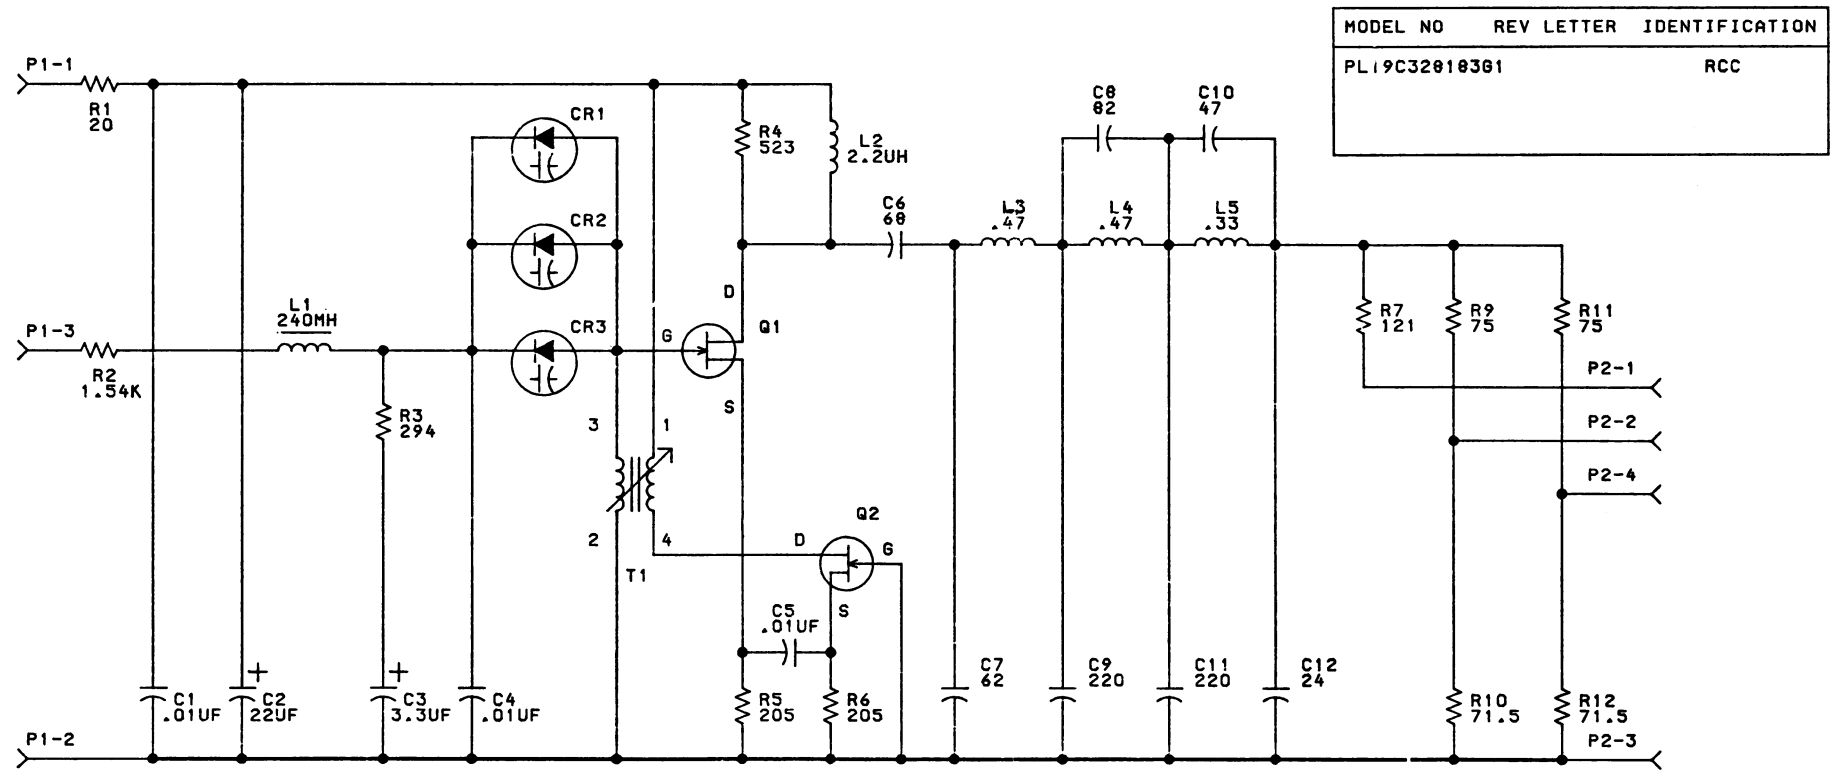 MODEL NO REV LETTER IDENTIFICATION
PL19C328183G1 RCC
P1-1
R1
20
CR1
R4
523
L2
2.2UH
C8
82
C10
47
CR2
C6
68
L3
.47
L4
.47
L5
.33
D
P1-3
L1
240MH
CR3
G
Q1
R7
121
R9
75
R11
75
R2
1.54K
P2-1
S
R3
294
3
1
P2-2
P2-4
2
4
D
Q2
G
T1
C5
.01UF
S
C1
.01UF
C2
22UF
C3
3.3UF
C4
.01UF
R5
205
R6
205
C7
62
C9
220
C11
220
C12
24
R10
71.5
R12
71.5
P1-2
P2-3